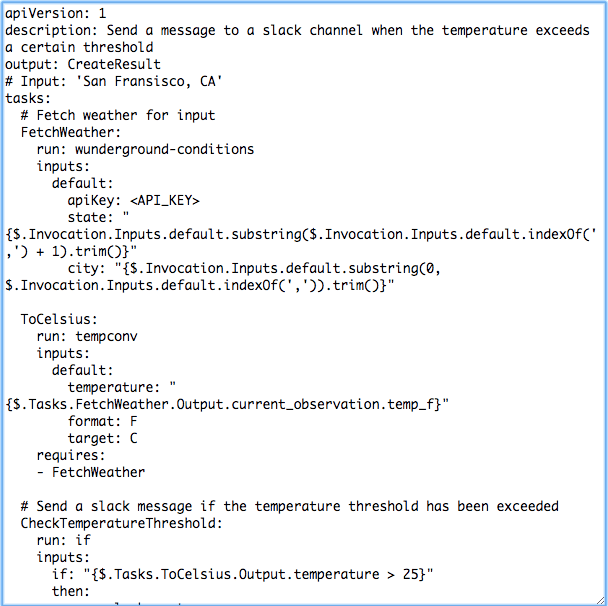 apiVersion: 1
description: Send a message to a slack channel when the temperature exceeds
a certain threshold
output: CreateResult
# Input: 'San Fransisco, CA'
tasks:
  # Fetch weather for input
  FetchWeather:
    run: wunderground-conditions
    inputs:
      default:
        apiKey: <API_KEY>
        state: "
{$.Invocation.Inputs.default.substring($.Invocation.Inputs.default.indexOf('
,') + 1).trim()}"
        city: "{$.Invocation.Inputs.default.substring(0,
$.Invocation.Inputs.default.indexOf(',')).trim()}"

  ToCelsius:
    run: tempconv
    inputs:
      default:
        temperature: "
{$.Tasks.FetchWeather.Output.current_observation.temp_f}"
        format: F
        target: C
    requires:
    - FetchWeather

  # Send a slack message if the temperature threshold has been exceeded
  CheckTemperatureThreshold:
    run: if
    inputs:
      if: "{$.Tasks.ToCelsius.Output.temperature > 25}"
      then: